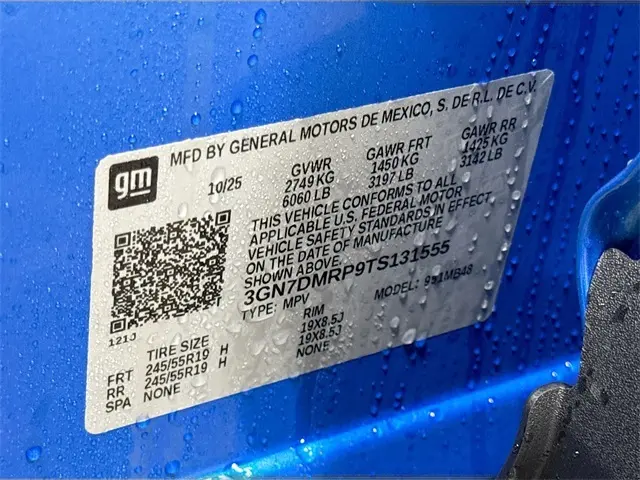 gm
MFD BY GENERAL MOTORS DE MEXICO, S. DE R.L. DE C.V.
10/25 GVWR GAWR FRT GAWR RR
2749 KG 1450 KG 1425 KG
6060 LB 3197 LB 3142 LB
THIS VEHICLE CONFORMS TO ALL
APPLICABLE U.S. FEDERAL MOTOR
VEHICLE SAFETY STANDARDS IN EFFECT
ON THE DATE OF MANUFACTURE
SHOWN ABOVE.
3GN7DMRP9TS131555
TYPE: MPV MODEL: 951MB48
121J
TIRE SIZE RIM
FRT 245/55R19 H 19X8.5J
RR 245/55R19 H 19X8.5J
SPA NONE NONE